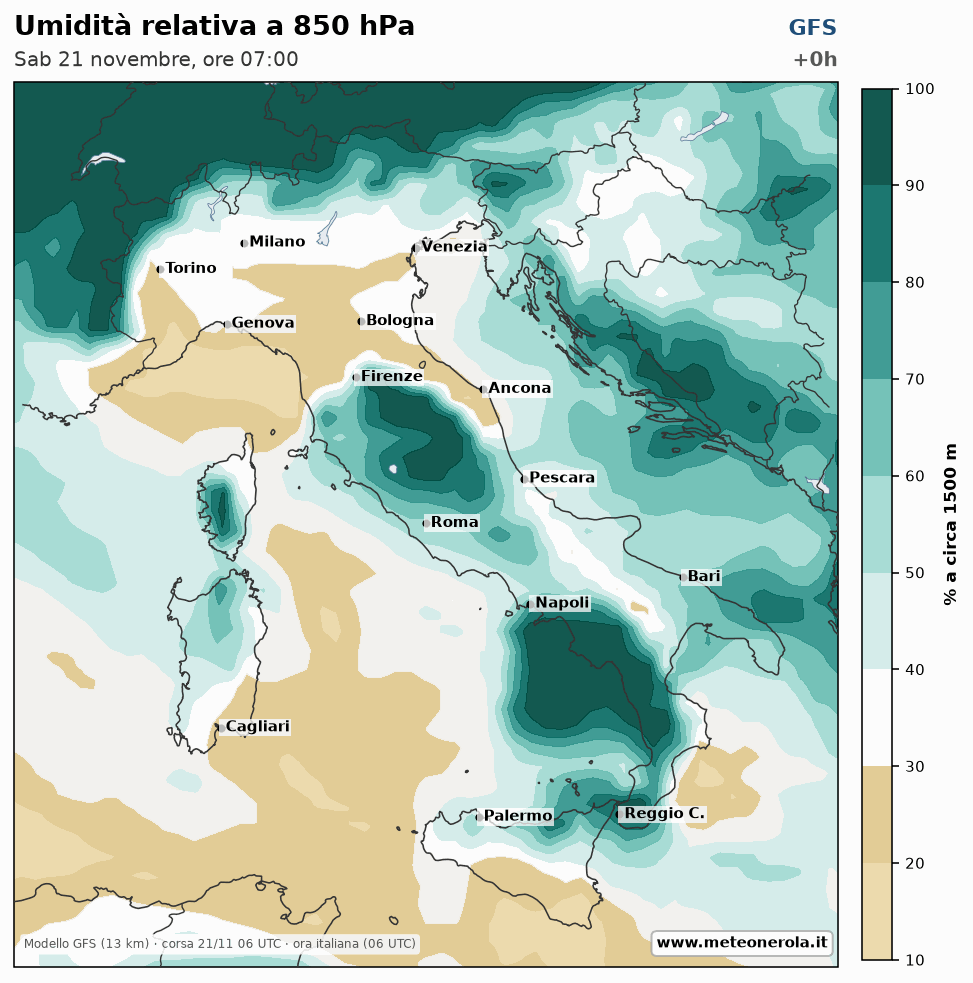 Umidità relativa a 850 hPa
GFS
Sab 21 novembre, ore 07:00
+0h
100
90
80
70
60
50
40
30
20
10
% a circa 1500 m
Milano
Venezia
Torino
Genova
Bologna
Firenze
Ancona
Pescara
Roma
Bari
Napoli
Cagliari
Palermo
Reggio C.
Modello GFS (13 km) · corsa 21/11 06 UTC · ora italiana (06 UTC)
www.meteonerola.it